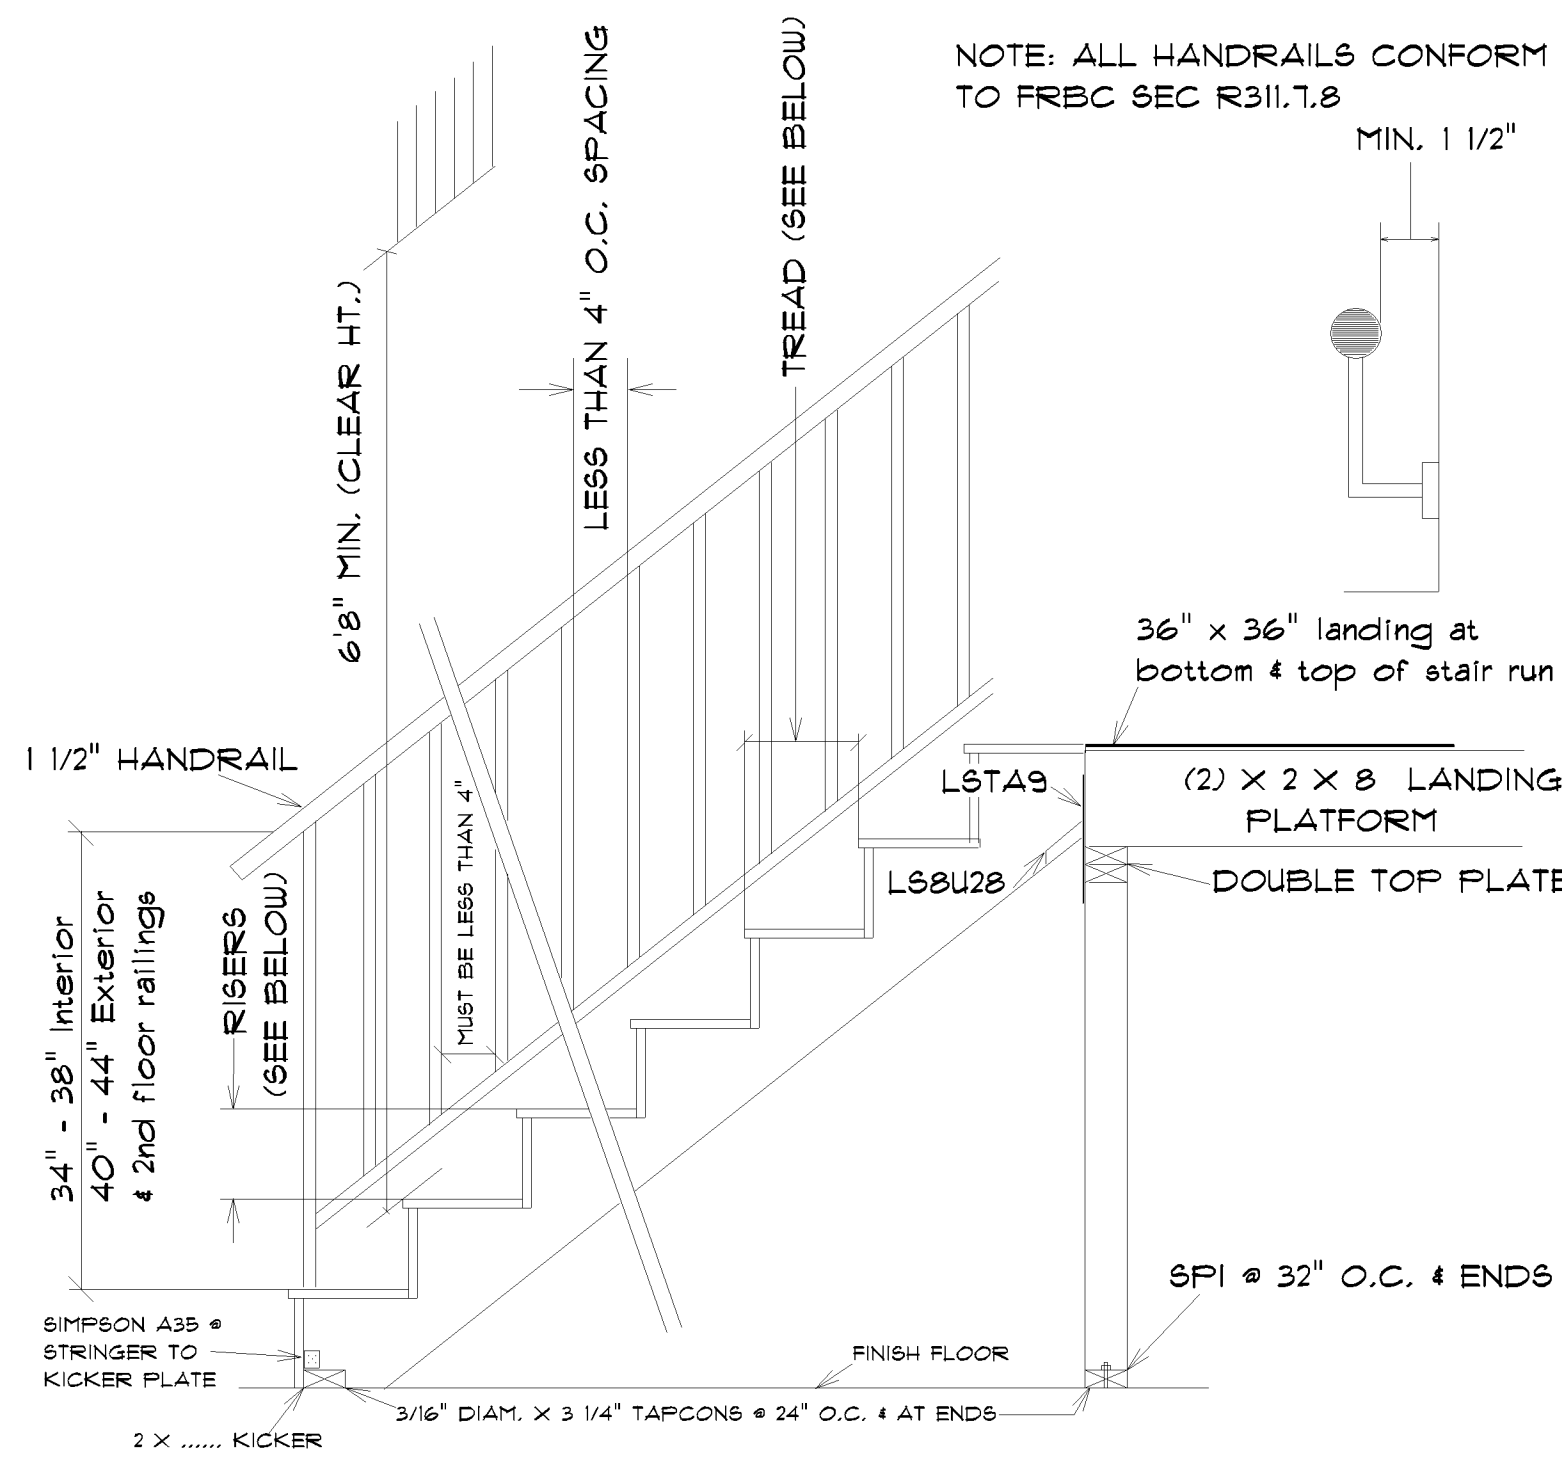 NOTE: ALL HANDRAILS CONFORM
TO FRBC SEC R311.7.8
MIN. 1 1/2"
LESS THAN 4" O.C. SPACING
TREAD (SEE BELOW)
6'8" MIN. (CLEAR HT.)
36" x 36" landing at
bottom & top of stair run
1 1/2" HANDRAIL
LSTA9
(2) X 2 X 8 LANDING
PLATFORM
LS8U28
DOUBLE TOP PLATE
34" - 38" Interior
40" - 44" Exterior
& 2nd floor railings
RISERS
(SEE BELOW)
MUST BE LESS THAN 4"
SP1 @ 32" O.C. & ENDS
SIMPSON A35 @
STRINGER TO
KICKER PLATE
FINISH FLOOR
3/16" DIAM. X 3 1/4" TAPCONS @ 24" O.C. & AT ENDS
2 X ...... KICKER